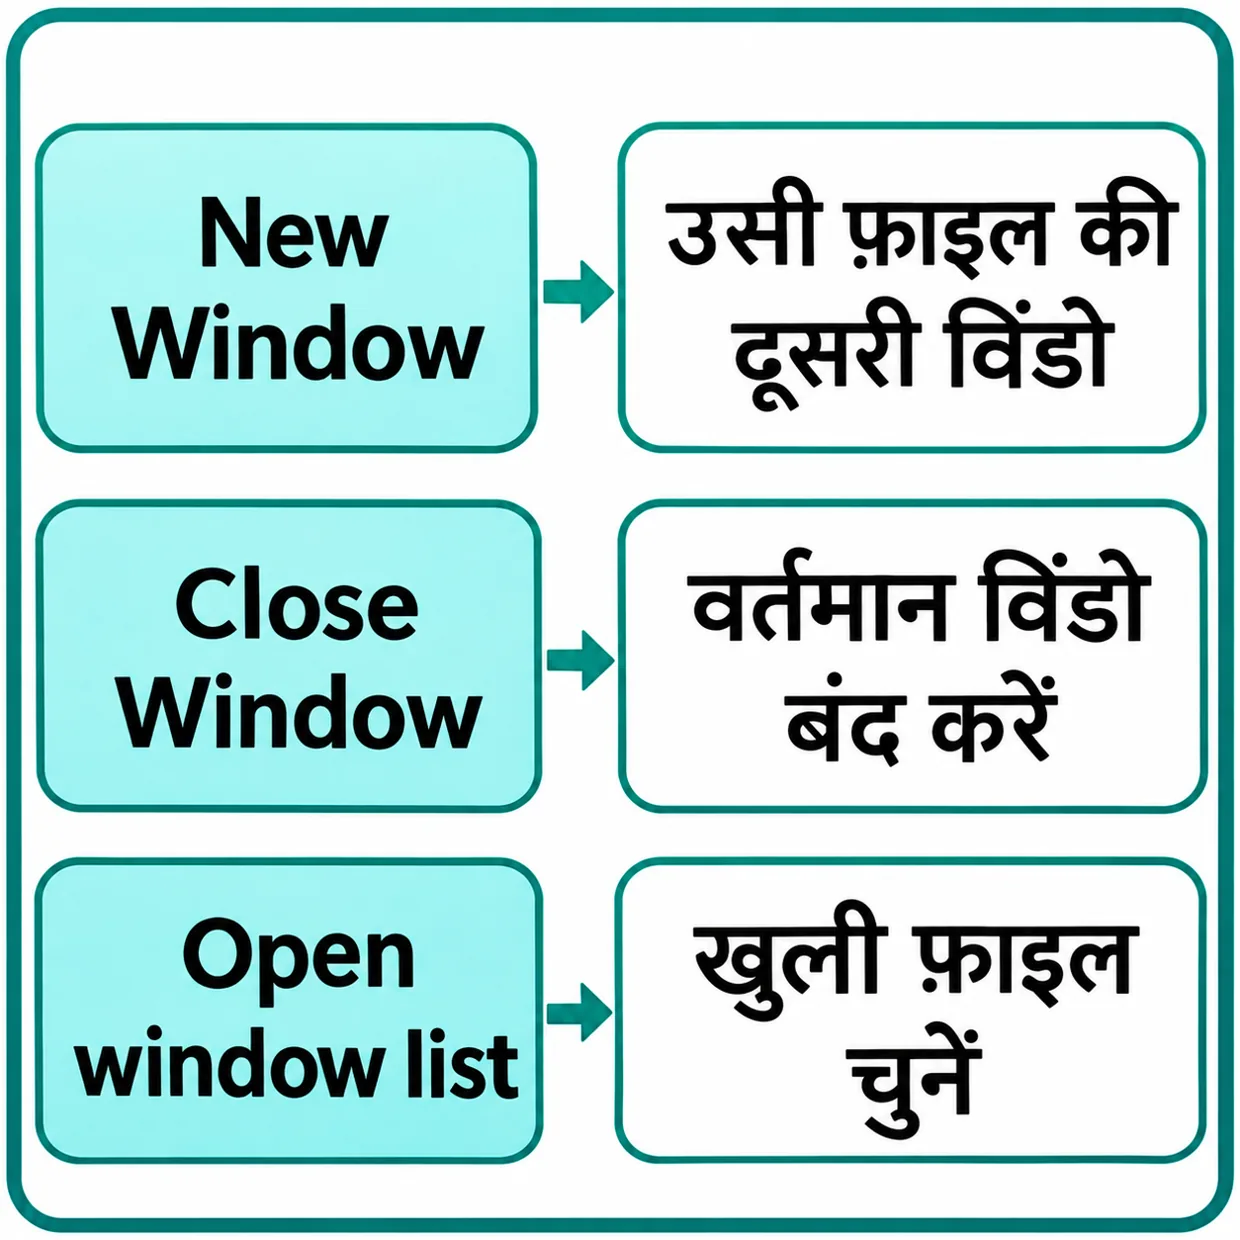 New
Window
उसी फ़ाइल की
दूसरी विंडो
Close
Window
वर्तमान विंडो
बंद करें
Open
window list
खुली फ़ाइल
चुनें